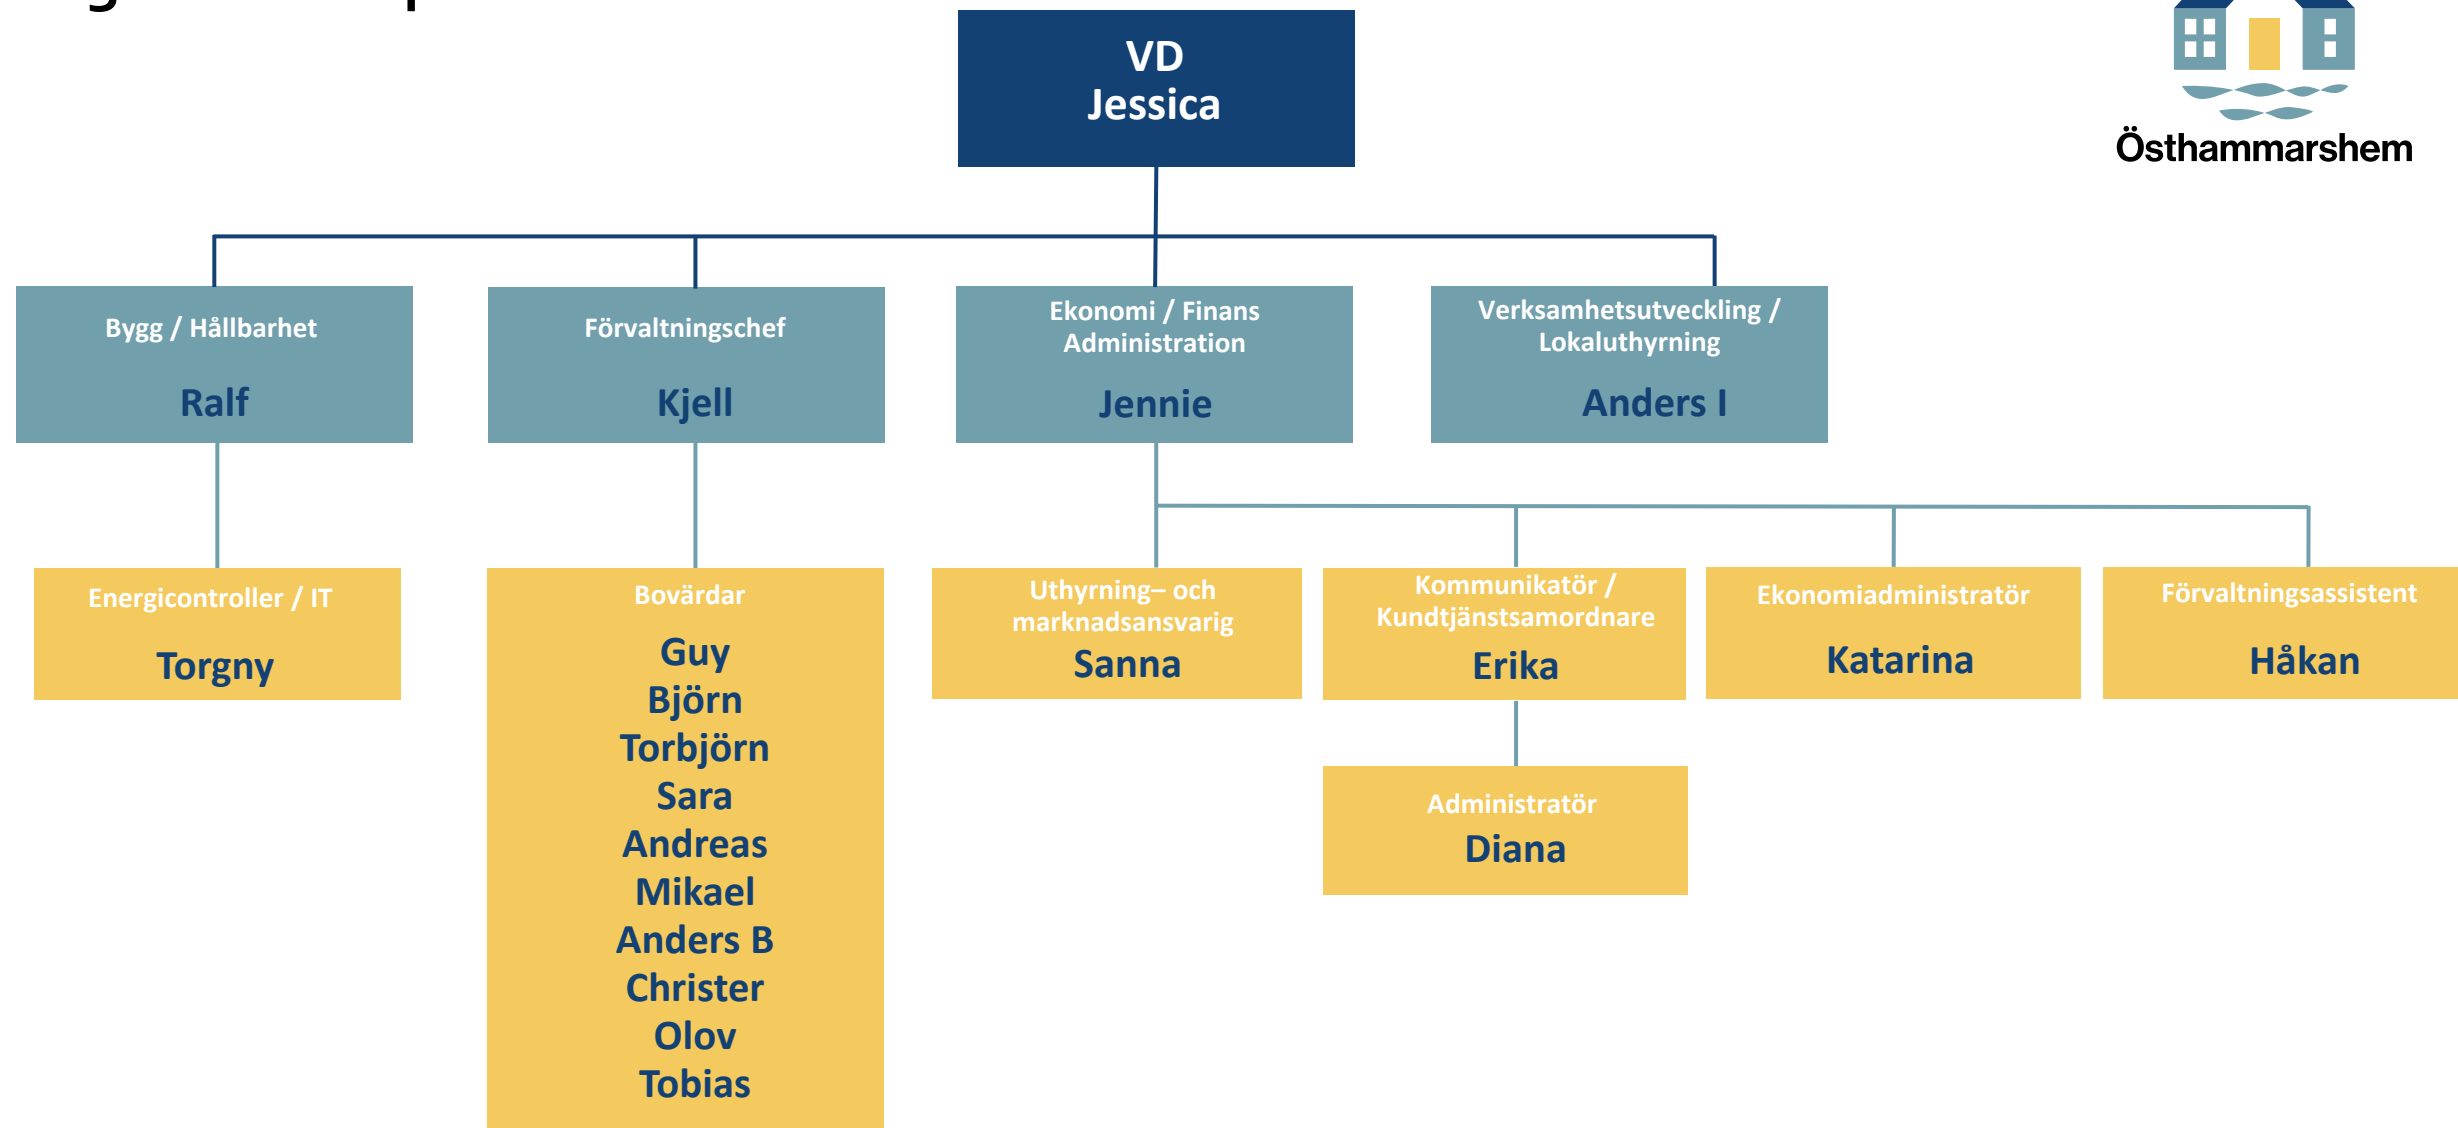 VD
Jessica
Östhammarshem
Bygg / Hållbarhet
Ralf
Förvaltningschef
Kjell
Ekonomi / Finans
Administration
Jennie
Verksamhetsutveckling /
Lokaluthyrning
Anders I
Energicontroller / IT
Torgny
Bovärdar
Guy
Björn
Torbjörn
Sara
Andreas
Mikael
Anders B
Christer
Olov
Tobias
Uthyrning– och
marknadsansvarig
Sanna
Kommunikatör /
Kundtjänstsamordnare
Erika
Ekonomiadministratör
Katarina
Förvaltningsassistent
Håkan
Administratör
Diana